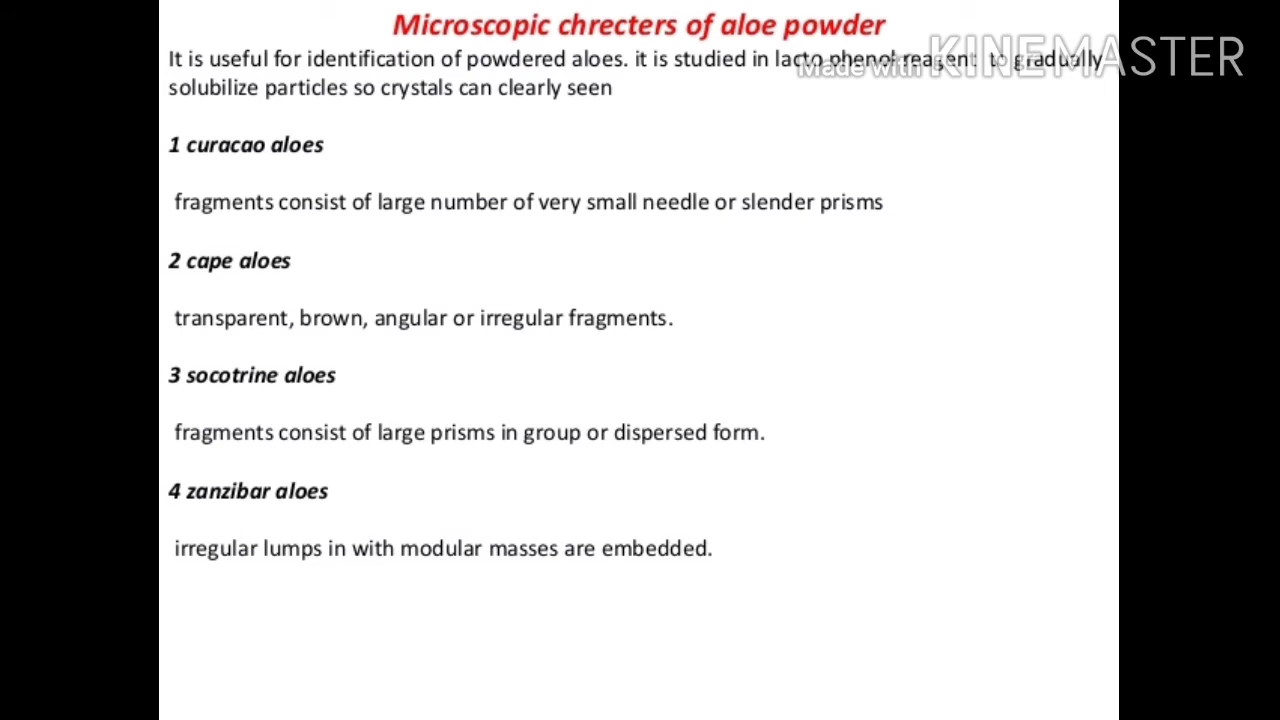 Microscopic chrecters of aloe powder
It is useful for identification of powdered aloes. it is studied in lacto phenol reagent to gradually
Made with KINEMASTER
solubilize particles so crystals can clearly seen
1 curacao aloes
fragments consist of large number of very small needle or slender prisms
2 cape aloes
transparent, brown, angular or irregular fragments.
3 socotrine aloes
fragments consist of large prisms in group or dispersed form.
4 zanzibar aloes
irregular lumps in with modular masses are embedded.